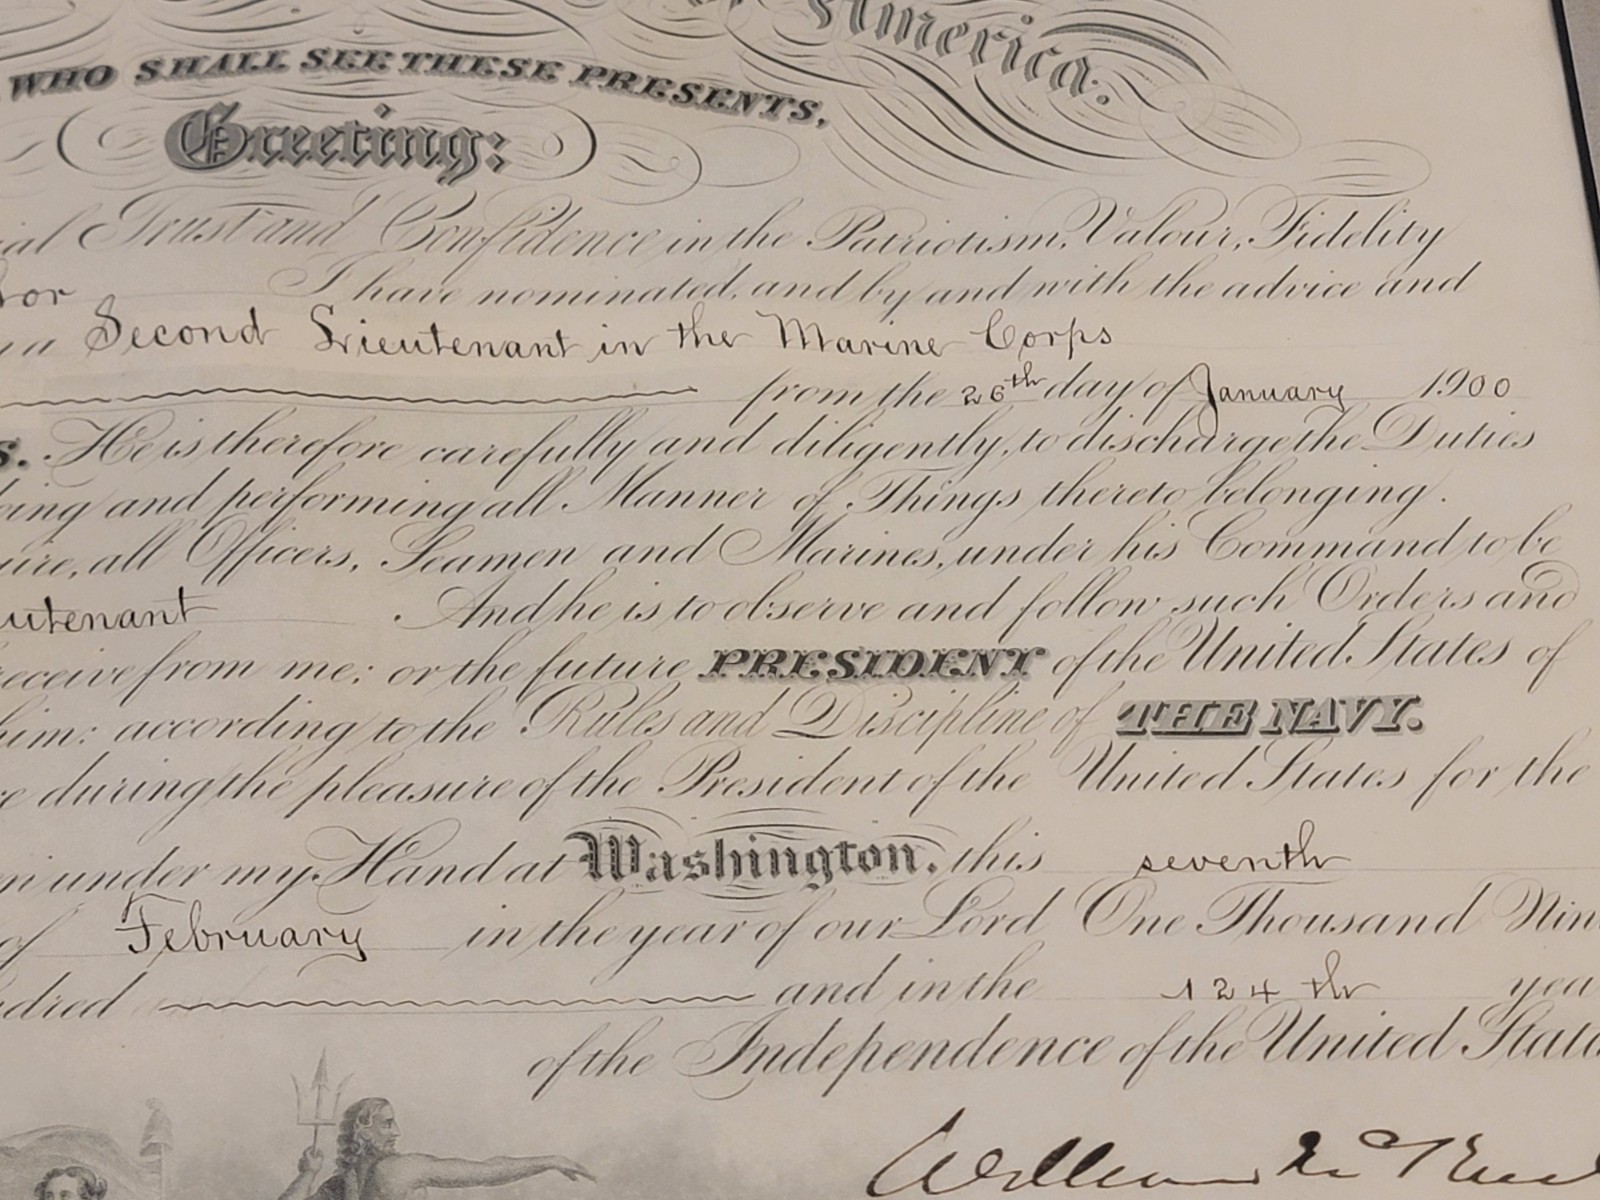 America.
WHO SHALL SEE THESE PRESENTS,
Greeting:
ial Trust and Confidence in the Patriotism, Valour, Fidelity
I have nominated, and by and with the advice and
a Second Lieutenant in the Marine Corps
from the 26th day of January 1900
S. He is therefore carefully and diligently, to discharge the Duties
oing and performing all Manner of Things thereto belonging.
uire, all Officers, Seamen and Marines, under his Command to be
utenant . And he is to observe and follow such Orders and
receive from me; or the future PRESIDENT of the United States of
him: according to the Rules and Discipline of THE NAVY.
e during the pleasure of the President of the United States for the
n under my Hand at Washington, this seventh
of February in the year of our Lord One Thousand Nin
ndred and in the 124th yea
of the Independence of the United State
William McKinl